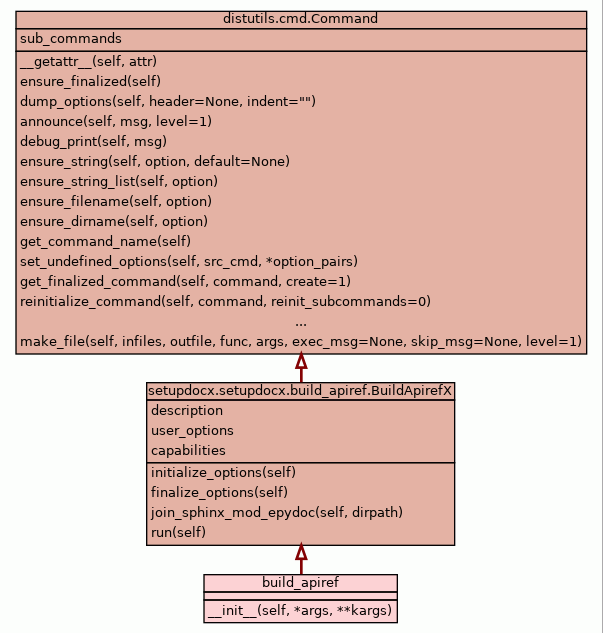 distutils.cmd.Command
sub_commands
__getattr__(self, attr)
ensure_finalized(self)
dump_options(self, header=None, indent="")
announce(self, msg, level=1)
debug_print(self, msg)
ensure_string(self, option, default=None)
ensure_string_list(self, option)
ensure_filename(self, option)
ensure_dirname(self, option)
get_command_name(self)
set_undefined_options(self, src_cmd, *option_pairs)
get_finalized_command(self, command, create=1)
reinitialize_command(self, command, reinit_subcommands=0)
...
make_file(self, infiles, outfile, func, args, exec_msg=None, skip_msg=None, level=1)
setupdocx.setupdocx.build_apiref.BuildApirefX
description
user_options
capabilities
initialize_options(self)
finalize_options(self)
join_sphinx_mod_epydoc(self, dirpath)
run(self)
build_apiref
__init__(self, *args, **kargs)